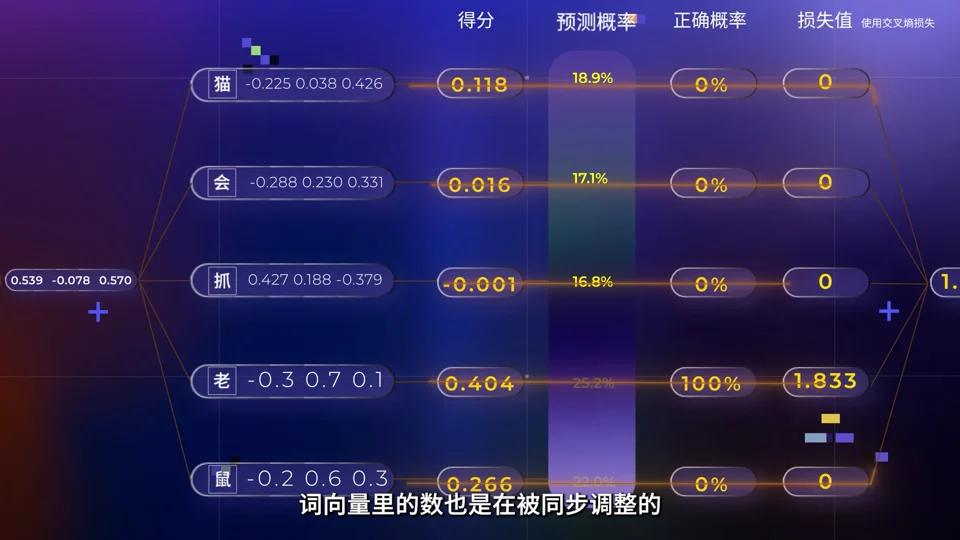 得分 预测概率 正确概率 损失值 使用交叉熵损失
猫 -0.225 0.038 0.426 0.118 18.9% 0% 0
会 -0.288 0.230 0.331 0.016 17.1% 0% 0
0.539 -0.078 0.570 抓 0.427 0.188 -0.379 -0.001 16.8% 0% 0 1.
老 -0.3 0.7 0.1 0.404 25.2% 100% 1.833
鼠 -0.2 0.6 0.3 0.266 22.0% 0% 0
词向量里的数也是在被同步调整的